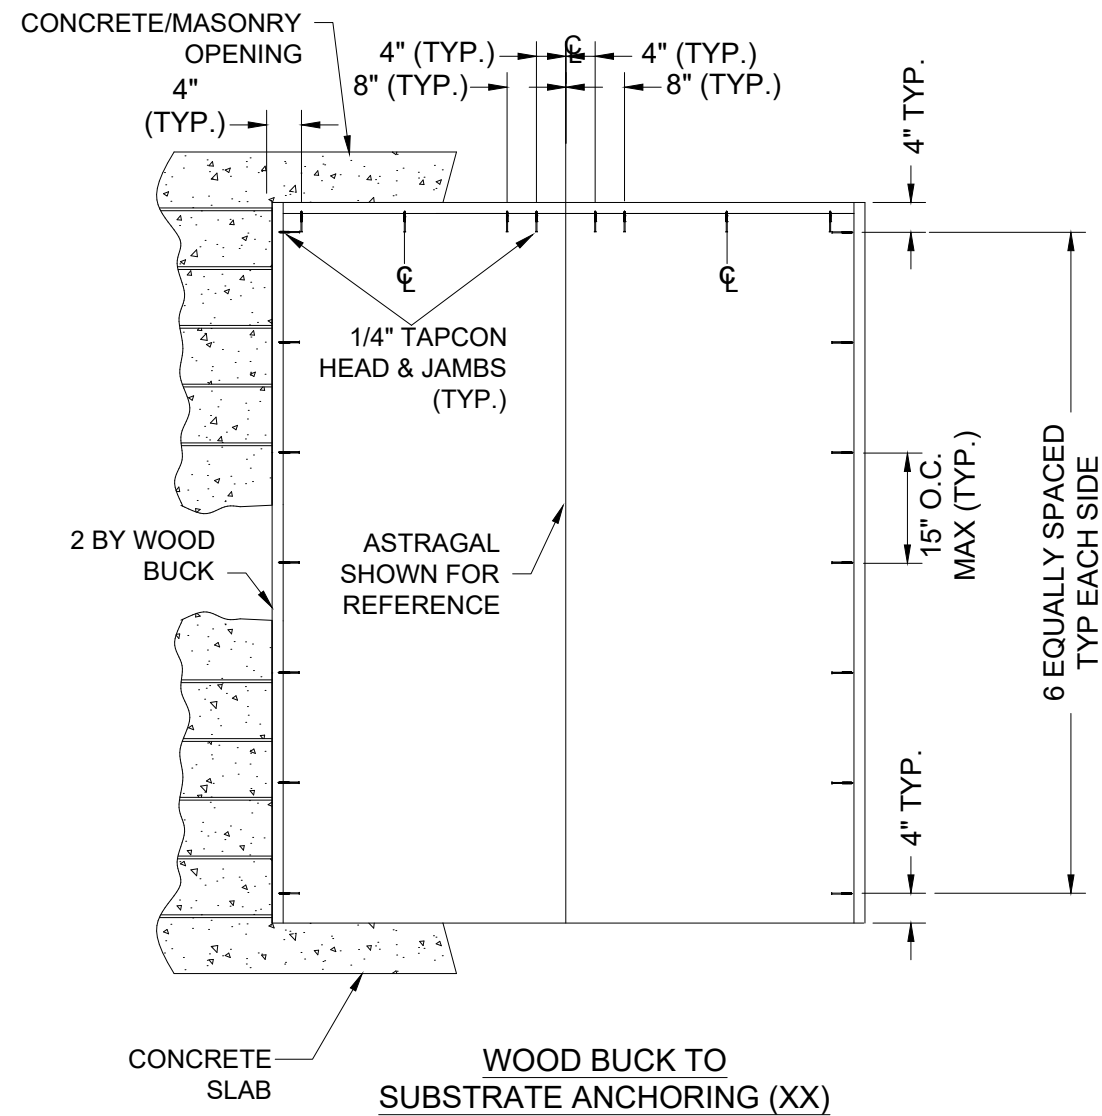 CONCRETE/MASONRY
OPENING
4"
(TYP.)
4" (TYP.)
8" (TYP.)
℄
4" (TYP.)
8" (TYP.)
4" TYP.
℄
℄
1/4" TAPCON
HEAD & JAMBS
(TYP.)
2 BY WOOD
BUCK
ASTRAGAL
SHOWN FOR
REFERENCE
15" O.C.
MAX (TYP.)
6 EQUALLY SPACED
TYP EACH SIDE
4" TYP.
CONCRETE
SLAB
WOOD BUCK TO
SUBSTRATE ANCHORING (XX)